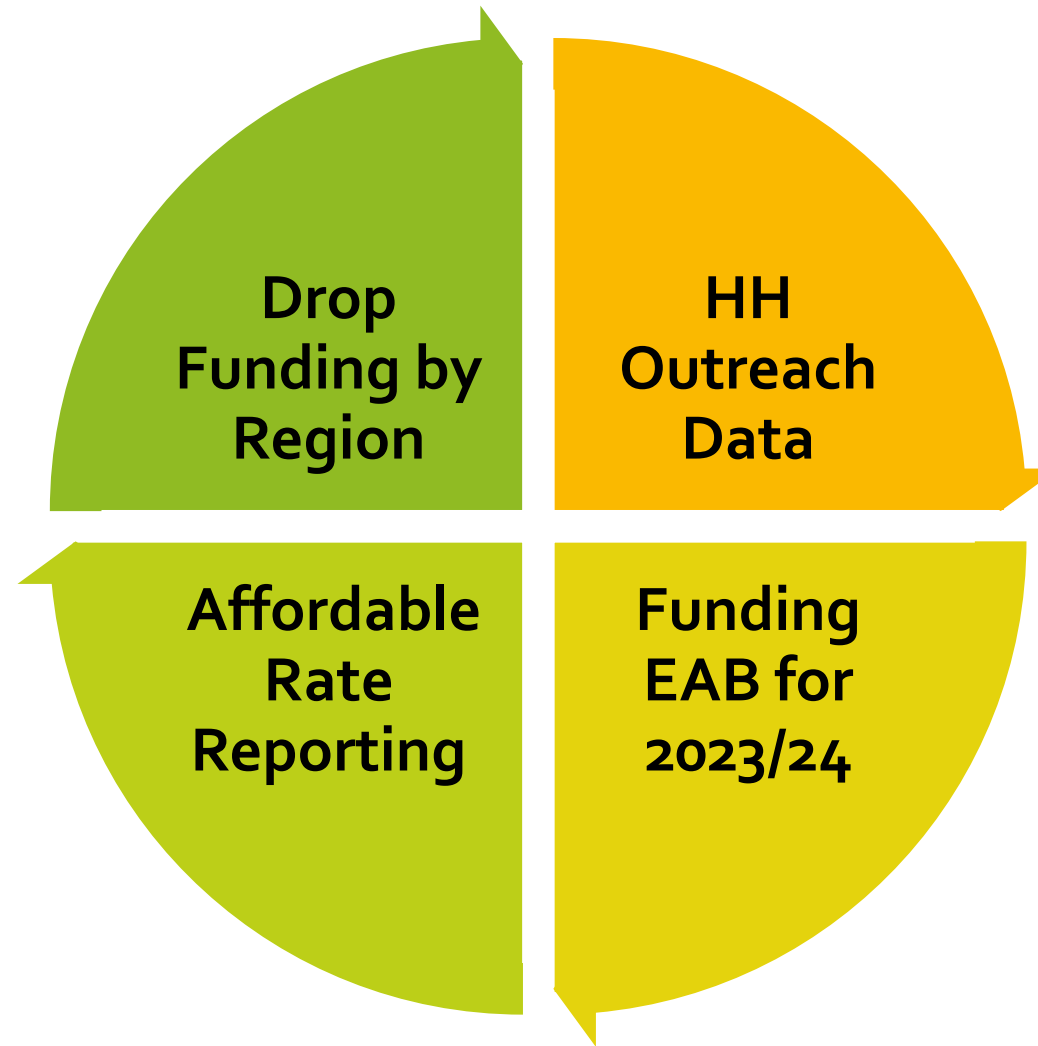 Drop
Funding by
Region
HH
Outreach
Data
Affordable
Rate
Reporting
Funding
EAB for
2023/24